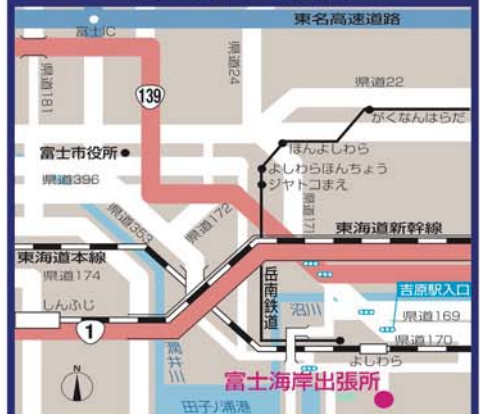 東名高速道路
富士IC
県道181
県道24
県道22
139
がくなんはらだ
ほんよしわら
富士市役所
よしわらほんちょう
ジヤトコまえ
県道396
県道353
県道172
県道171
東海道新幹線
東海道本線
県道174
岳南鉄道
吉原駅入口
しんふじ
沼川
県道169
1
県道170
よしわら
潤井川
N
富士海岸出張所
田子ノ浦港